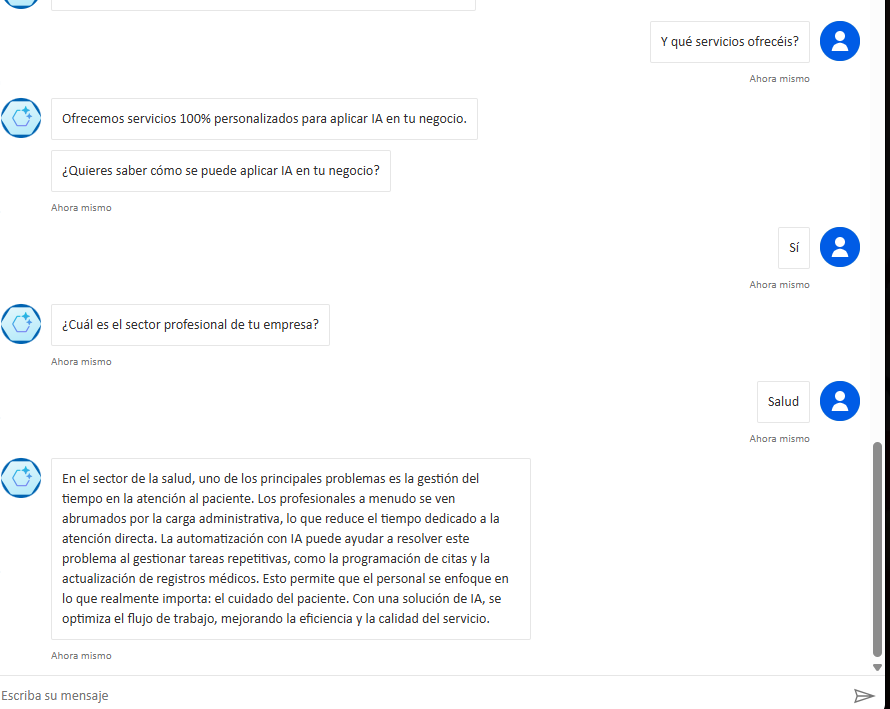 Y qué servicios ofrecéis?
Ahora mismo
Ofrecemos servicios 100% personalizados para aplicar IA en tu negocio.
¿Quieres saber cómo se puede aplicar IA en tu negocio?
Ahora mismo
Sí
Ahora mismo
¿Cuál es el sector profesional de tu empresa?
Ahora mismo
Salud
Ahora mismo
En el sector de la salud, uno de los principales problemas es la gestión del
tiempo en la atención al paciente. Los profesionales a menudo se ven
abrumados por la carga administrativa, lo que reduce el tiempo dedicado a la
atención directa. La automatización con IA puede ayudar a resolver este
problema al gestionar tareas repetitivas, como la programación de citas y la
actualización de registros médicos. Esto permite que el personal se enfoque en
lo que realmente importa: el cuidado del paciente. Con una solución de IA, se
optimiza el flujo de trabajo, mejorando la eficiencia y la calidad del servicio.
Ahora mismo
Escriba su mensaje